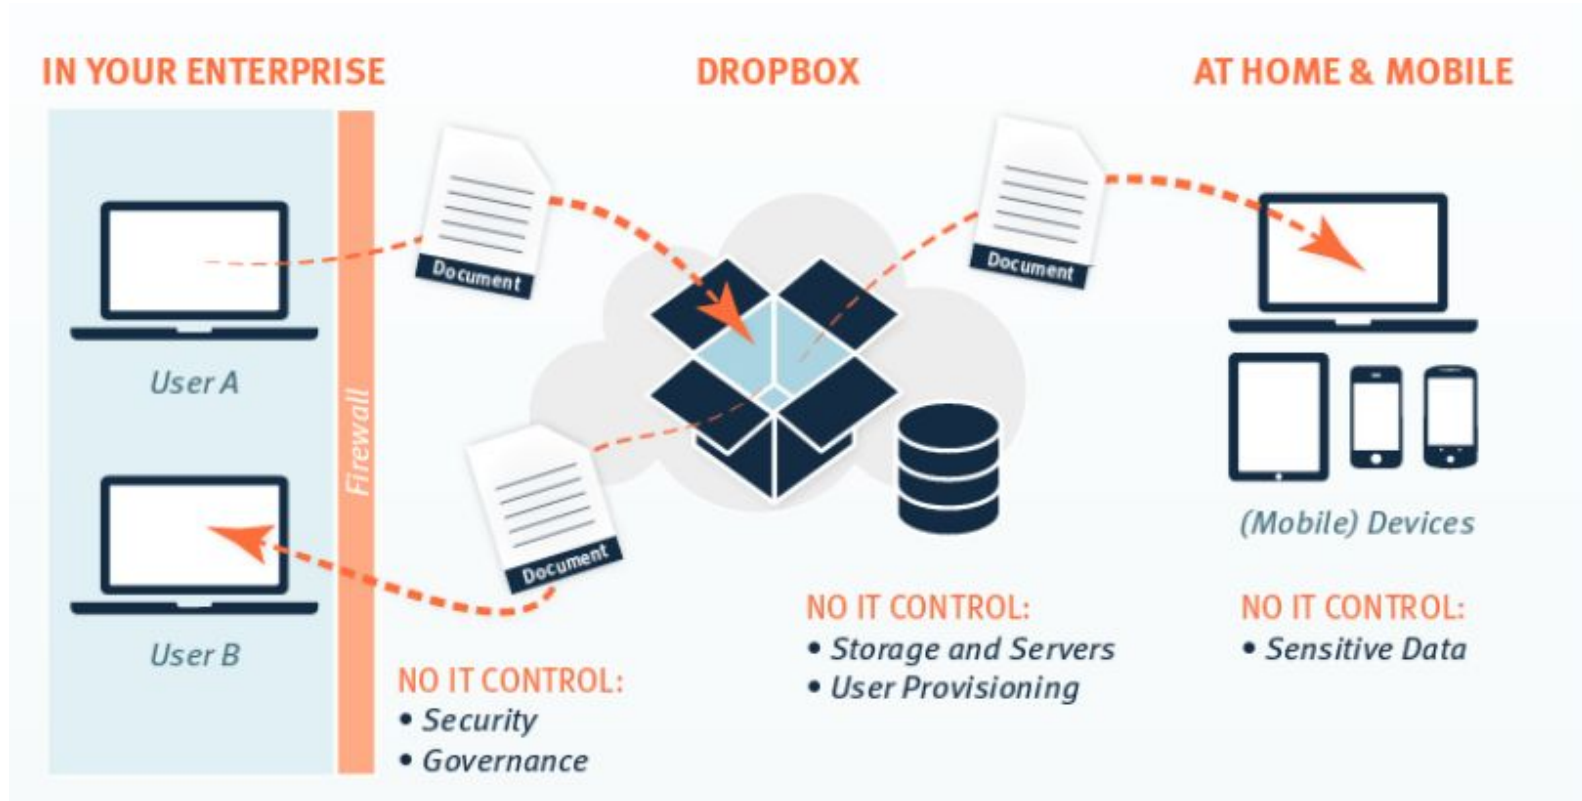 IN YOUR ENTERPRISE
DROPBOX
AT HOME & MOBILE
Document
Document
User A
Firewall
Document
User B
(Mobile) Devices
NO IT CONTROL:
• Security
• Governance
NO IT CONTROL:
• Storage and Servers
• User Provisioning
NO IT CONTROL:
• Sensitive Data